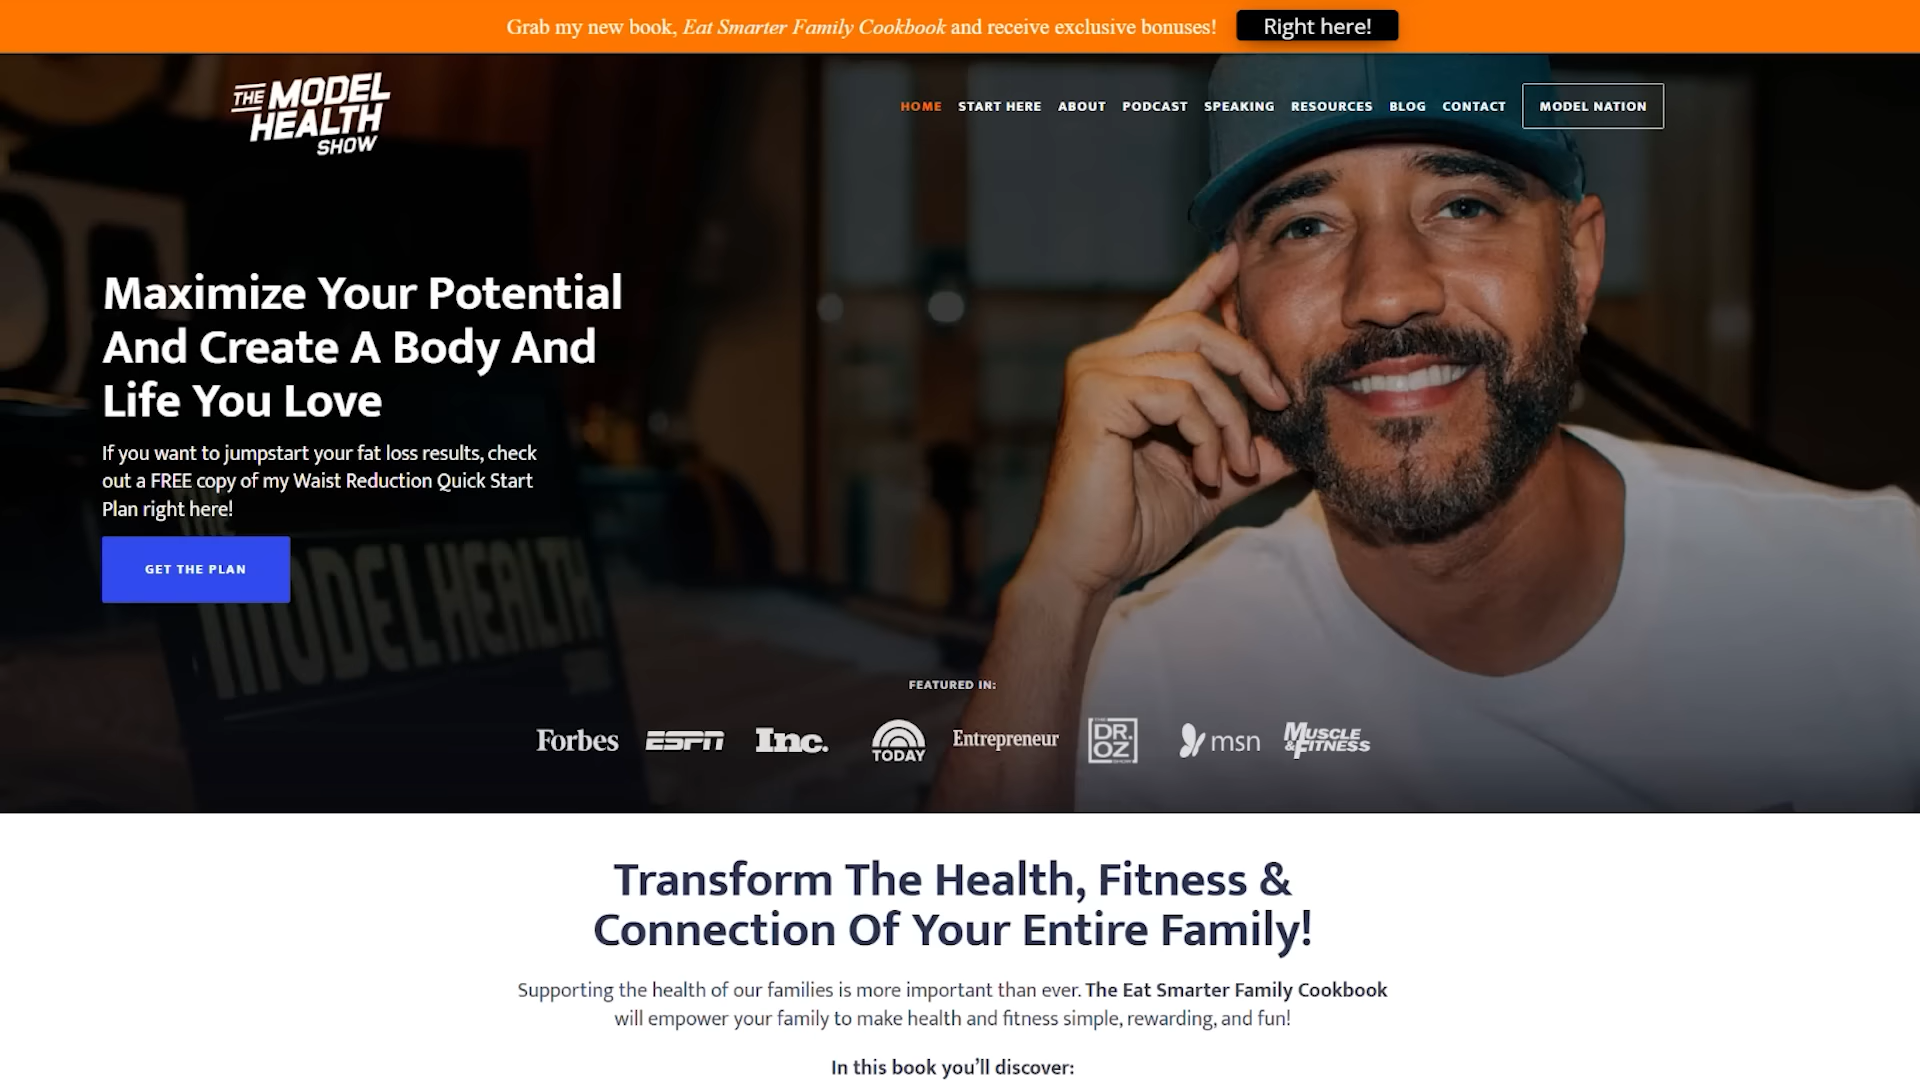 Grab my new book, Eat Smarter Family Cookbook and receive exclusive bonuses! Right here!
THE MODEL
HEALTH
SHOW
HOME START HERE ABOUT PODCAST SPEAKING RESOURCES BLOG CONTACT MODEL NATION
Maximize Your Potential
And Create A Body And
Life You Love
If you want to jumpstart your fat loss results, check
out a FREE copy of my Waist Reduction Quick Start
Plan right here!
GET THE PLAN
MODEL HEALTH
FEATURED IN:
Forbes ESPN Inc. TODAY Entrepreneur THE DR. OZ SHOW msn MUSCLE & FITNESS
Transform The Health, Fitness &
Connection Of Your Entire Family!
Supporting the health of our families is more important than ever. The Eat Smarter Family Cookbook
will empower your family to make health and fitness simple, rewarding, and fun!
In this book you’ll discover: